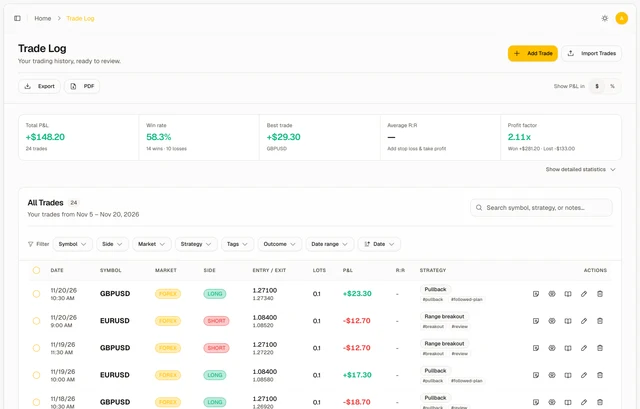 Home > Trade Log
A
Trade Log
Your trading history, ready to review.
+ Add Trade
Import Trades
Export
PDF
Show P&L in $ %
Total P&L
+$148.20
24 trades
Win rate
58.3%
14 wins · 10 losses
Best trade
+$29.30
GBPUSD
Average R:R
—
Add stop loss & take profit
Profit factor
2.11x
Won +$281.20 · Lost -$133.00
Show detailed statistics
All Trades 24
Your trades from Nov 5 – Nov 20, 2026
Search symbol, strategy, or notes...
Filter Symbol Side Market Strategy Tags Outcome Date range Date
DATE SYMBOL MARKET SIDE ENTRY / EXIT LOTS P&L R:R STRATEGY ACTIONS
11/20/26
10:30 AM
GBPUSD FOREX LONG
1.27100
1.27340
0.1 +$23.30 -
Pullback
#pullback #followed-plan
11/20/26
9:00 AM
EURUSD FOREX SHORT
1.08400
1.08520
0.1 -$12.70 -
Range breakout
#breakout #review
11/19/26
11:30 AM
GBPUSD FOREX SHORT
1.27100
1.27220
0.1 -$12.70 -
Range breakout
#breakout #review
11/19/26
10:00 AM
EURUSD FOREX LONG
1.08400
1.08580
0.1 +$17.30 -
Pullback
#pullback #followed-plan
11/18/26
10:30 AM
GBPUSD FOREX LONG
1.27100
1.26920
0.1 -$18.70 -
Pullback
#pullback #followed-plan